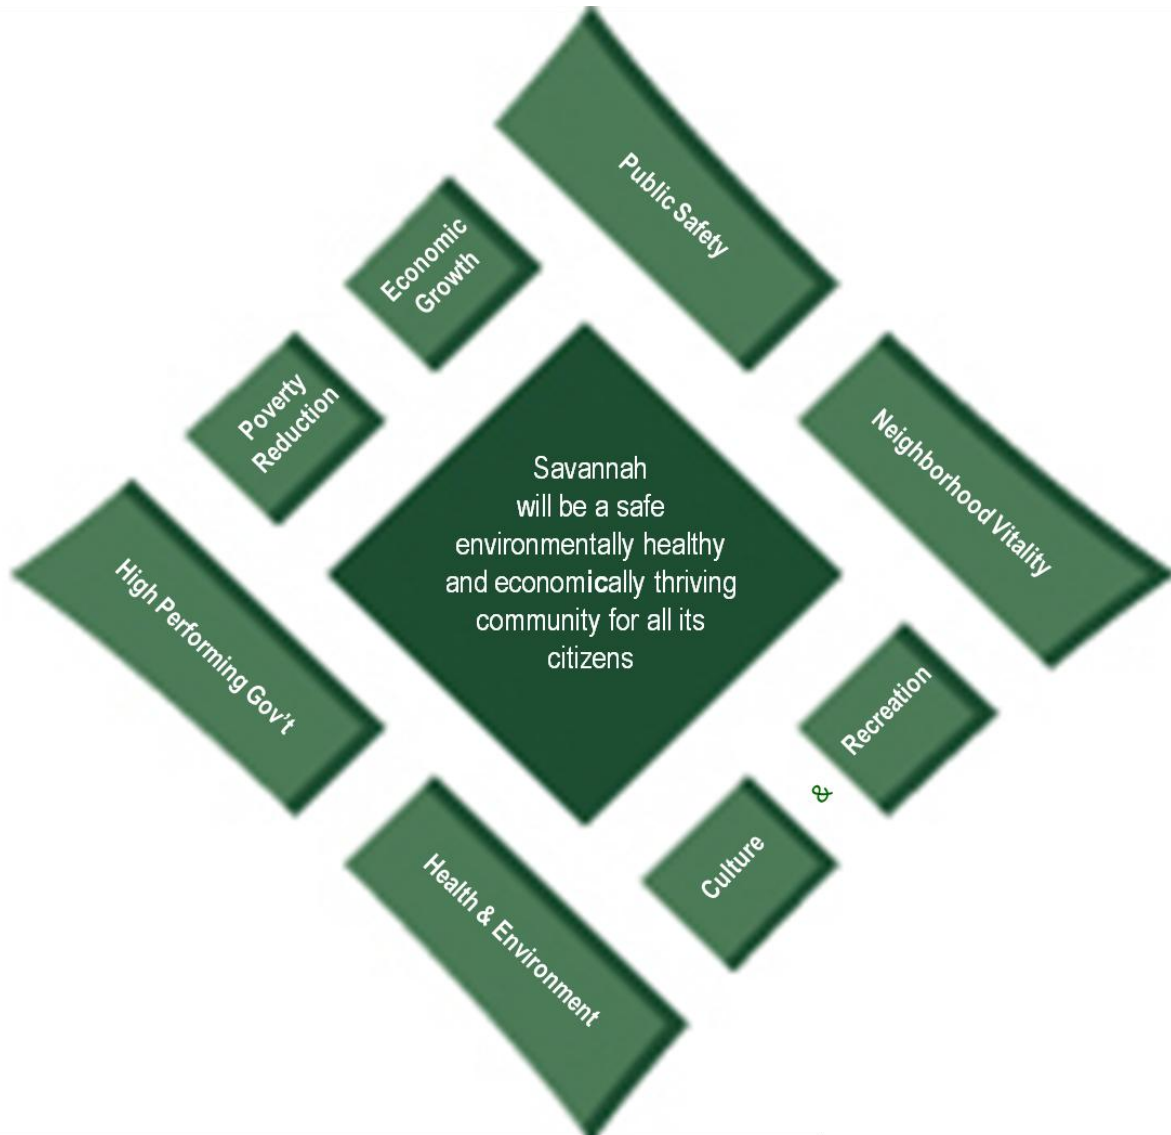 Public Safety
Economic
Growth
Poverty
Reduction
Neighborhood Vitality
Savannah
will be a safe
environmentally healthy
and economically thriving
community for all its
citizens
High Performing Gov't
Recreation
&
Culture
Health & Environment